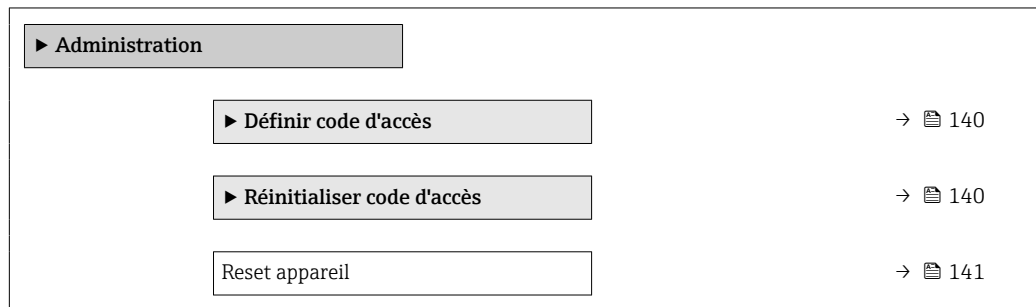 ▶ Administration
▶ Définir code d'accès → 140
▶ Réinitialiser code d'accès → 140
Reset appareil → 141